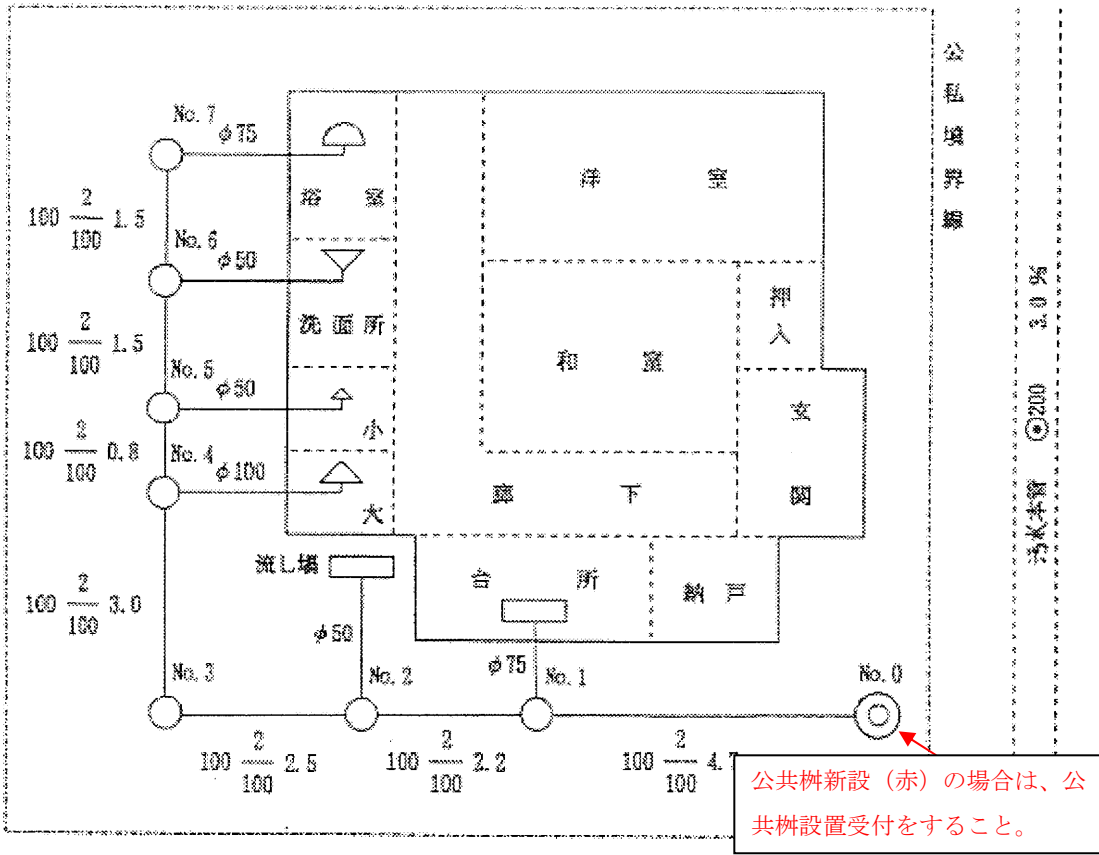 No.7
φ75
浴室
100 2/100 1.5
No.6
φ50
洗面所
100 2/100 1.5
No.5
φ50
小
100 2/100 0.8
No.4
φ100
大
100 2/100 3.0
流し場
φ50
No.3
No.2
φ75
No.1
No.0
100 2/100 2.5
100 2/100 2.2
100 2/100 4.7
洋室
和室
押入
玄関
廊下
台所
納戸
公私境界線
汚水本管 ◉200 3.0%
公共桝新設（赤）の場合は、公
共桝設置受付をすること。